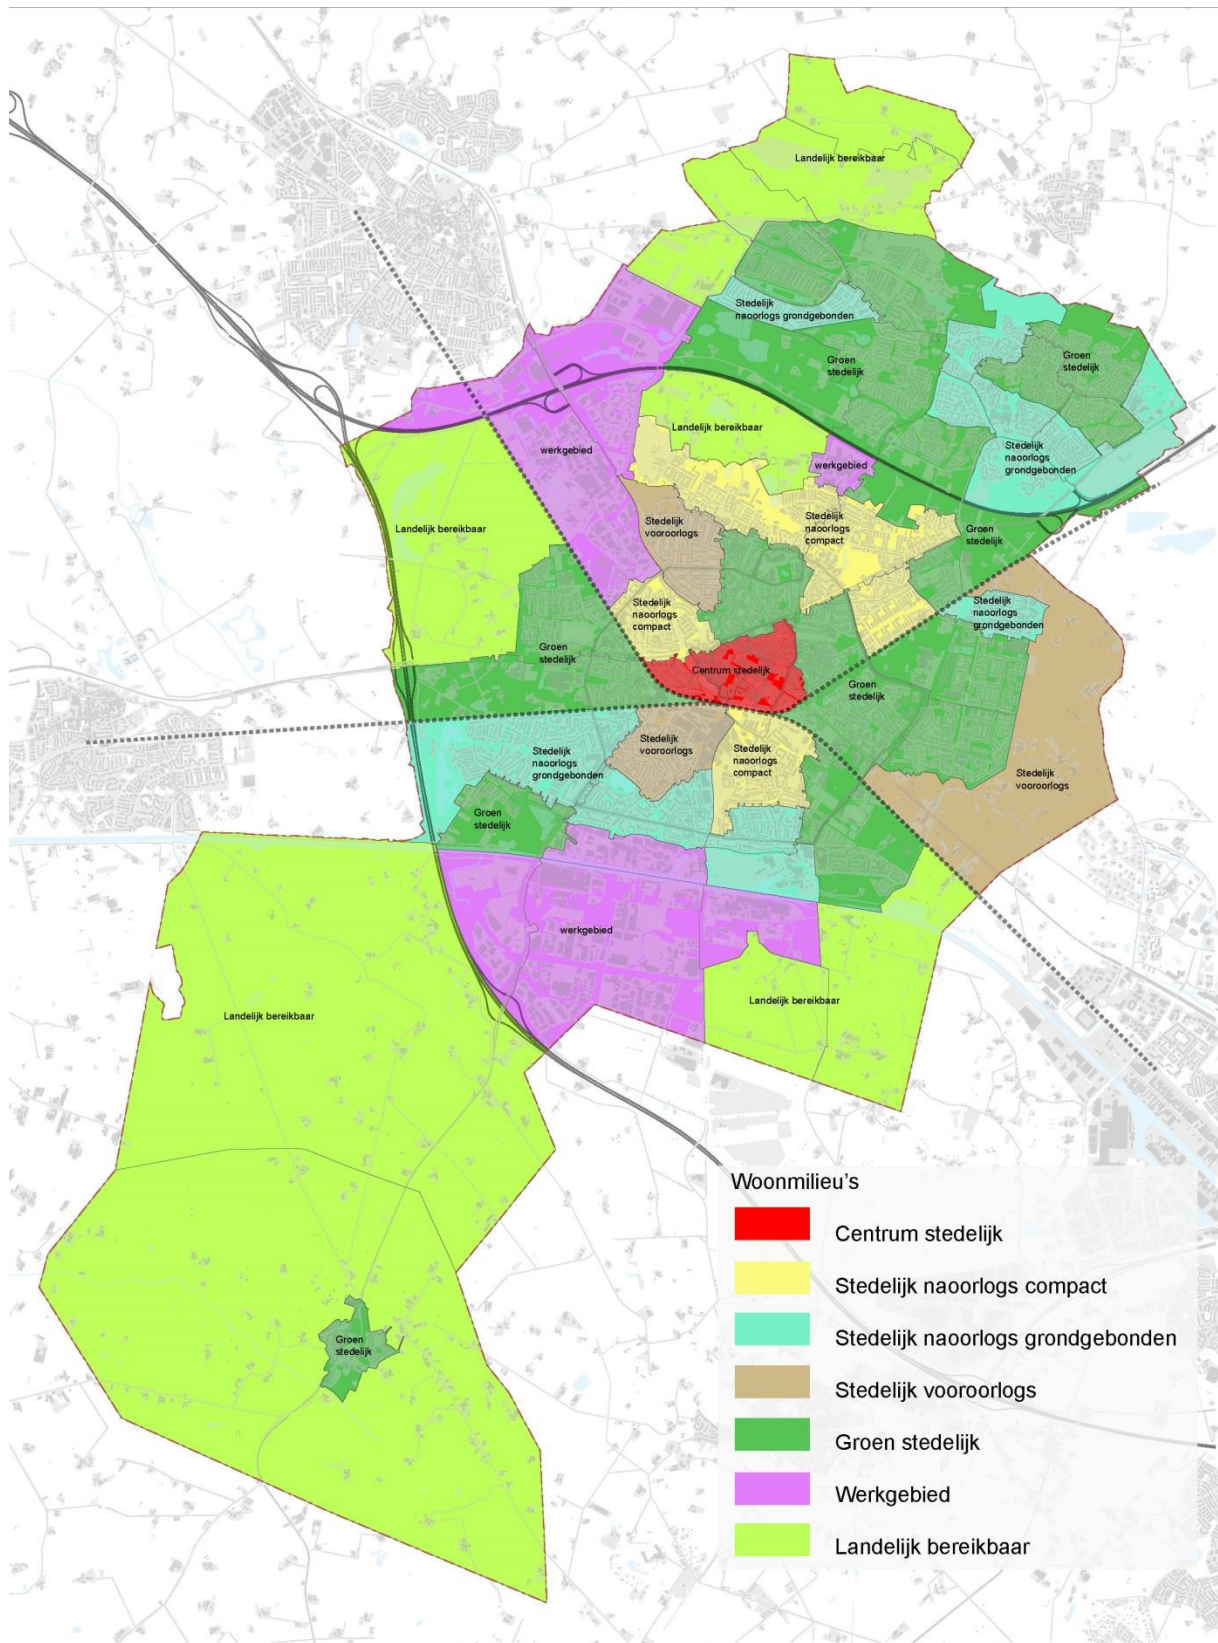 Landelijk bereikbaar
Stedelijk
naoorlogs grondgebonden
Groen
stedelijk
Groen
stedelijk
Landelijk bereikbaar
werkgebied
werkgebied
Stedelijk
naoorlogs
grondgebonden
Landelijk bereikbaar
Stedelijk
vooroorlogs
Stedelijk
naoorlogs
compact
Groen
stedelijk
Stedelijk
naoorlogs
compact
Stedelijk
naoorlogs
grondgebonden
Groen
stedelijk
Centrum stedelijk
Groen
stedelijk
Stedelijk
naoorlogs
grondgebonden
Stedelijk
vooroorlogs
Stedelijk
naoorlogs
compact
Stedelijk
vooroorlogs
Groen
stedelijk
werkgebied
Landelijk bereikbaar
Landelijk bereikbaar
Groen
stedelijk
Woonmilieu's
Centrum stedelijk
Stedelijk naoorlogs compact
Stedelijk naoorlogs grondgebonden
Stedelijk vooroorlogs
Groen stedelijk
Werkgebied
Landelijk bereikbaar